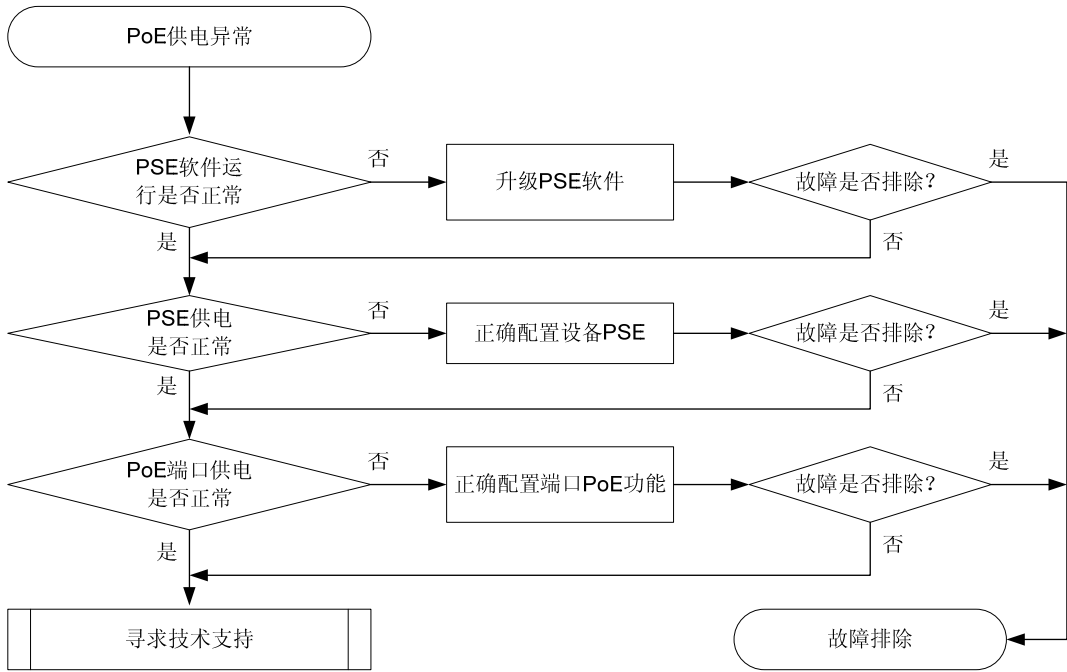 PoE供电异常
PSE软件运
行是否正常
否
升级PSE软件
故障是否排除？
是
是
否
PSE供电
是否正常
否
正确配置设备PSE
故障是否排除？
是
是
否
PoE端口供电
是否正常
否
正确配置端口PoE功能
故障是否排除？
是
是
否
寻求技术支持
故障排除